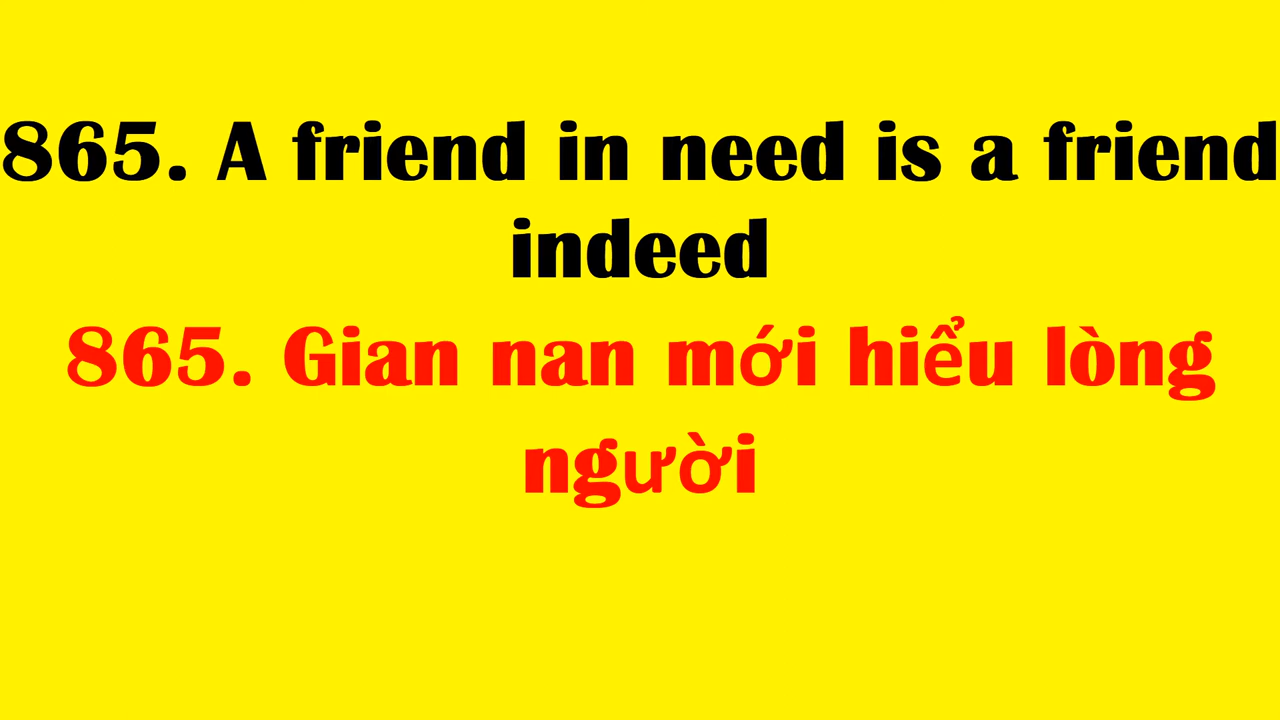 865. A friend in need is a friend
indeed
865. Gian nan mới hiểu lòng
người